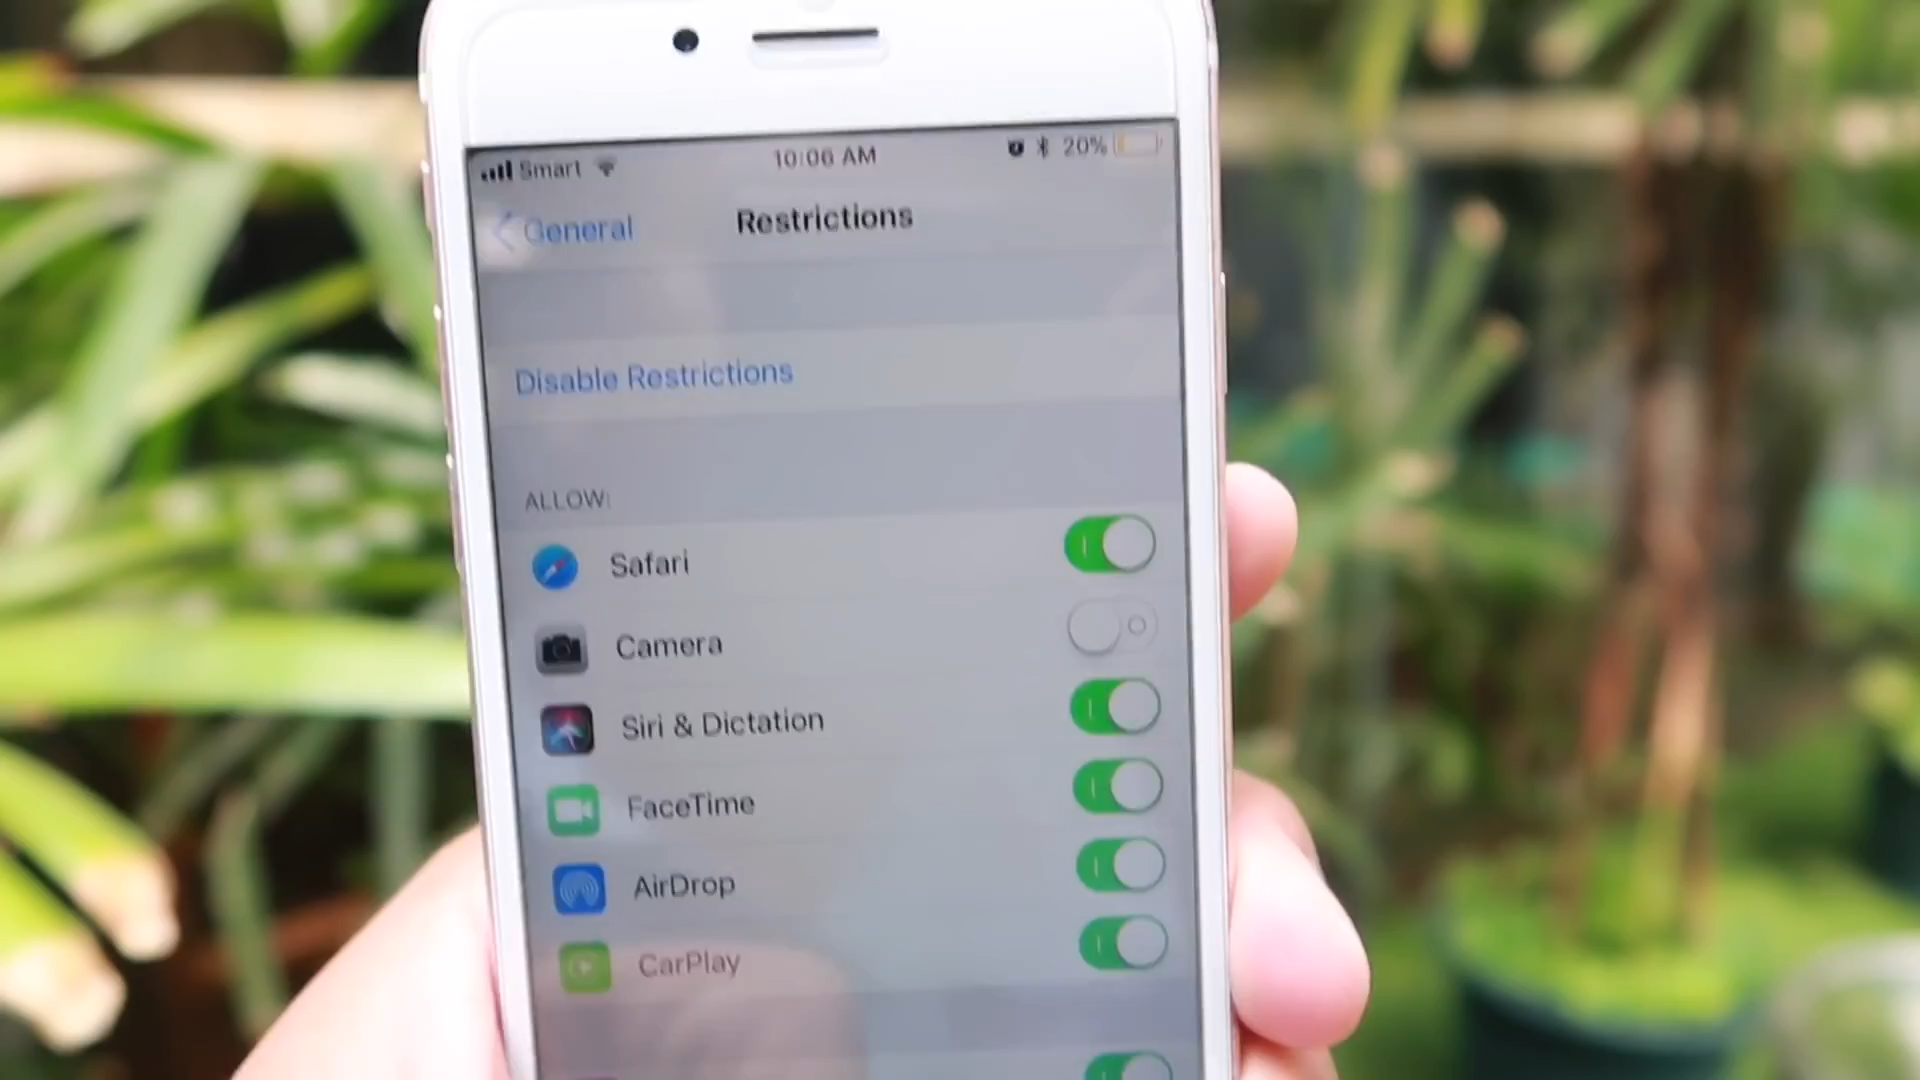 Smart 10:06 AM 20%
General Restrictions
Disable Restrictions
ALLOW:
Safari
Camera
Siri & Dictation
FaceTime
AirDrop
CarPlay